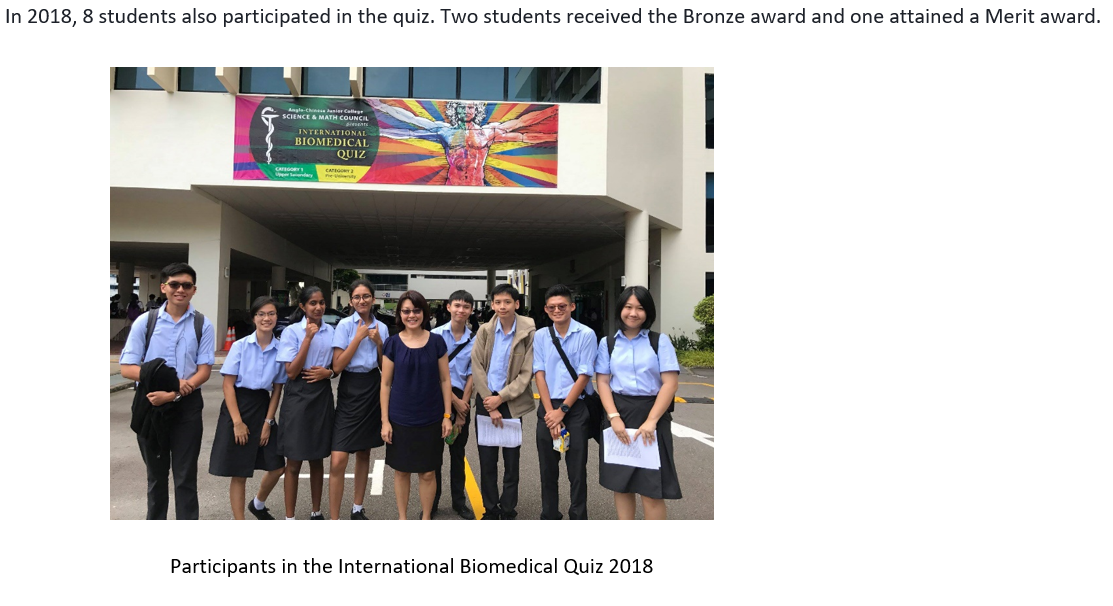 In 2018, 8 students also participated in the quiz. Two students received the Bronze award and one attained a Merit award.
Anglo-Chinese Junior College
SCIENCE & MATH COUNCIL
presents
INTERNATIONAL
BIOMEDICAL
QUIZ
CATEGORY 1
Upper Secondary
CATEGORY 2
Pre-University
Participants in the International Biomedical Quiz 2018